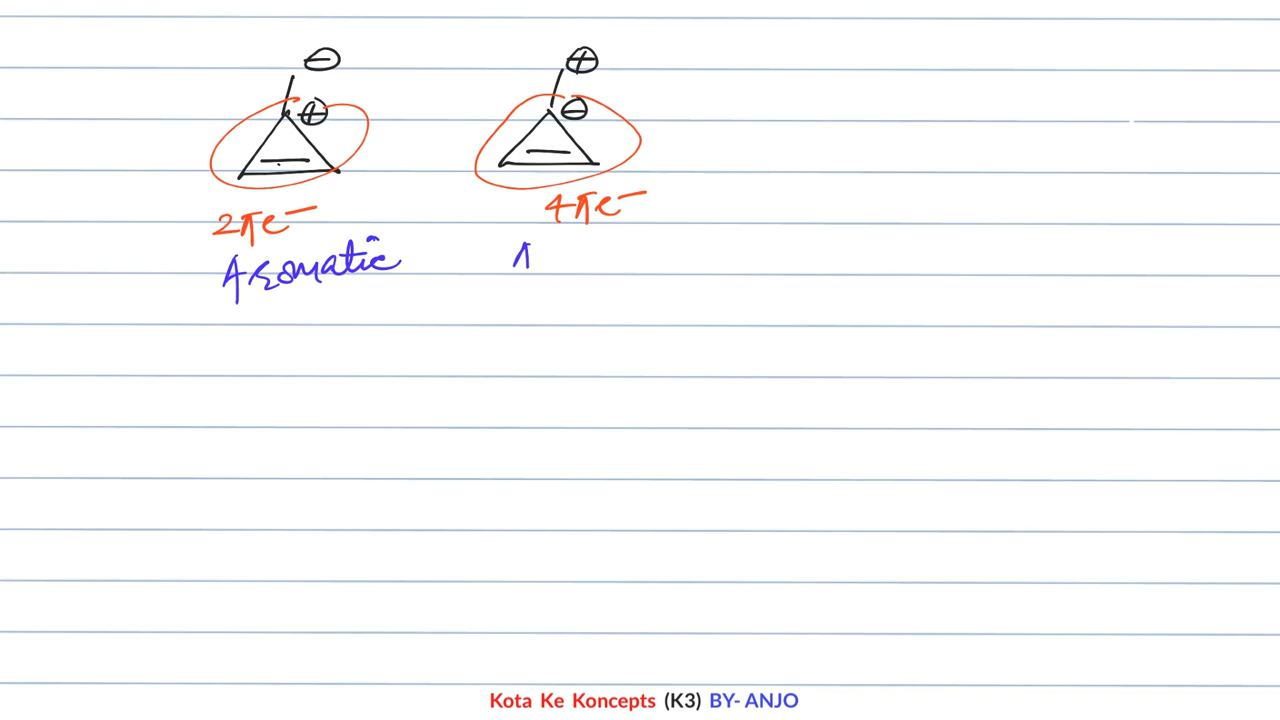 ⊖ ⊕
⊕ ⊖
2πe⁻ 4πe⁻
Aromatic A
Kota Ke Koncepts (K3) BY- ANJO